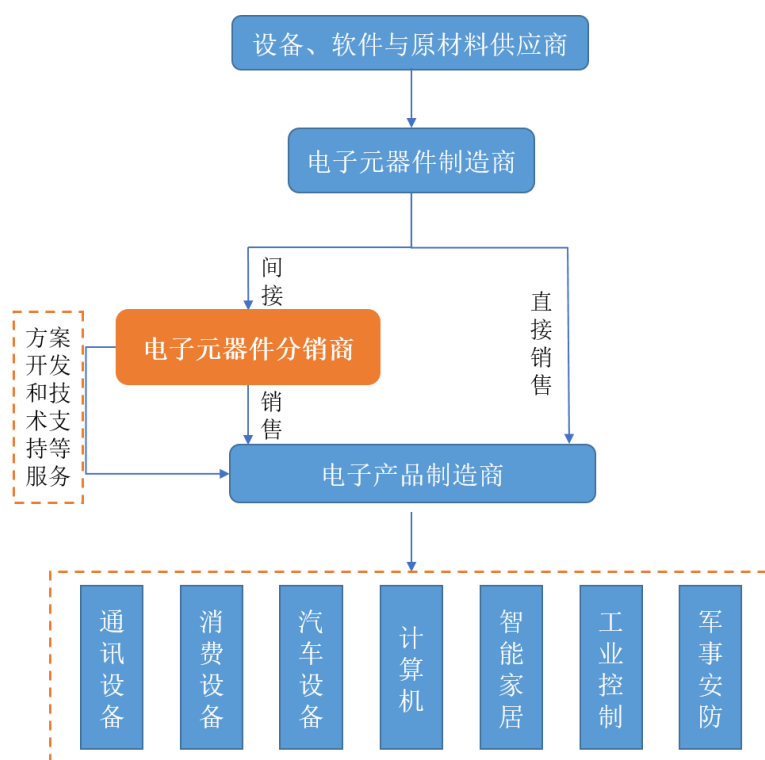 设备、软件与原材料供应商
电子元器件制造商
间接
直接销售
方案
开发
和技
术支
持等
服务
电子元器件分销商
销售
电子产品制造商
通讯设备
消费设备
汽车设备
计算机
智能家居
工业控制
军事安防